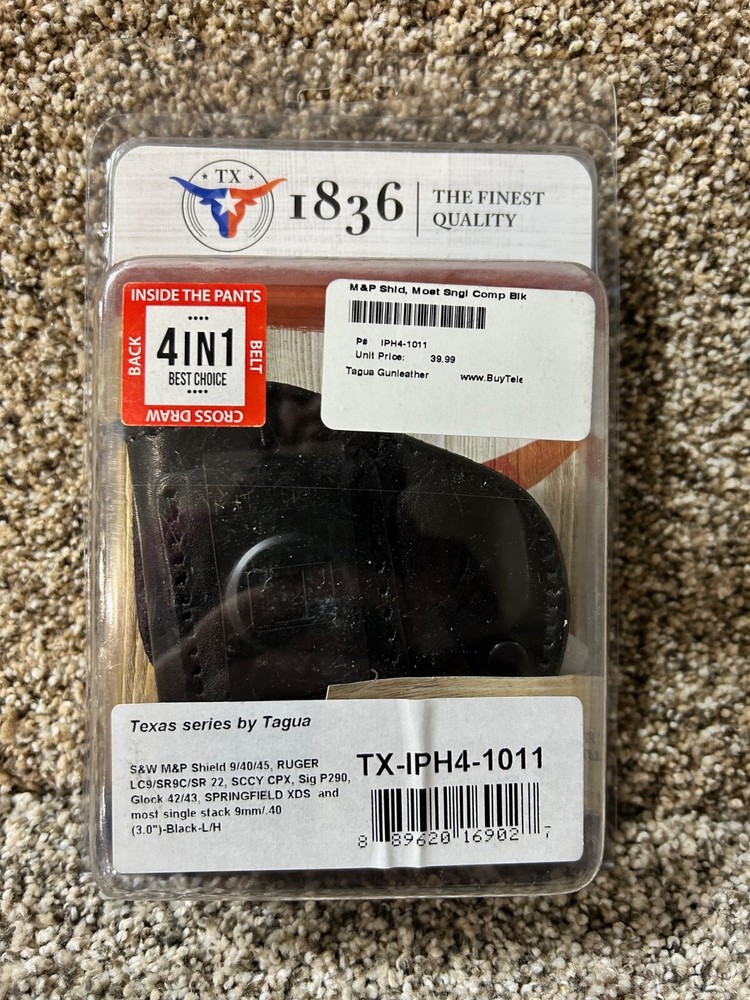 TX
1836
THE FINEST
QUALITY
INSIDE THE PANTS
BACK
4IN1
BEST CHOICE
BELT
CROSS DRAW
M&P Shld, Most Sngl Comp Blk
P# IPH4-1011
Unit Price: 39.99
Tagua Gunleather www.BuyTele
Texas series by Tagua
S&W M&P Shield 9/40/45, RUGER
LC9/SR9C/SR 22, SCCY CPX, Sig P290,
Glock 42/43, SPRINGFIELD XDS and
most single stack 9mm/.40
(3.0")-Black-L/H
TX-IPH4-1011
8 89620 16902 7